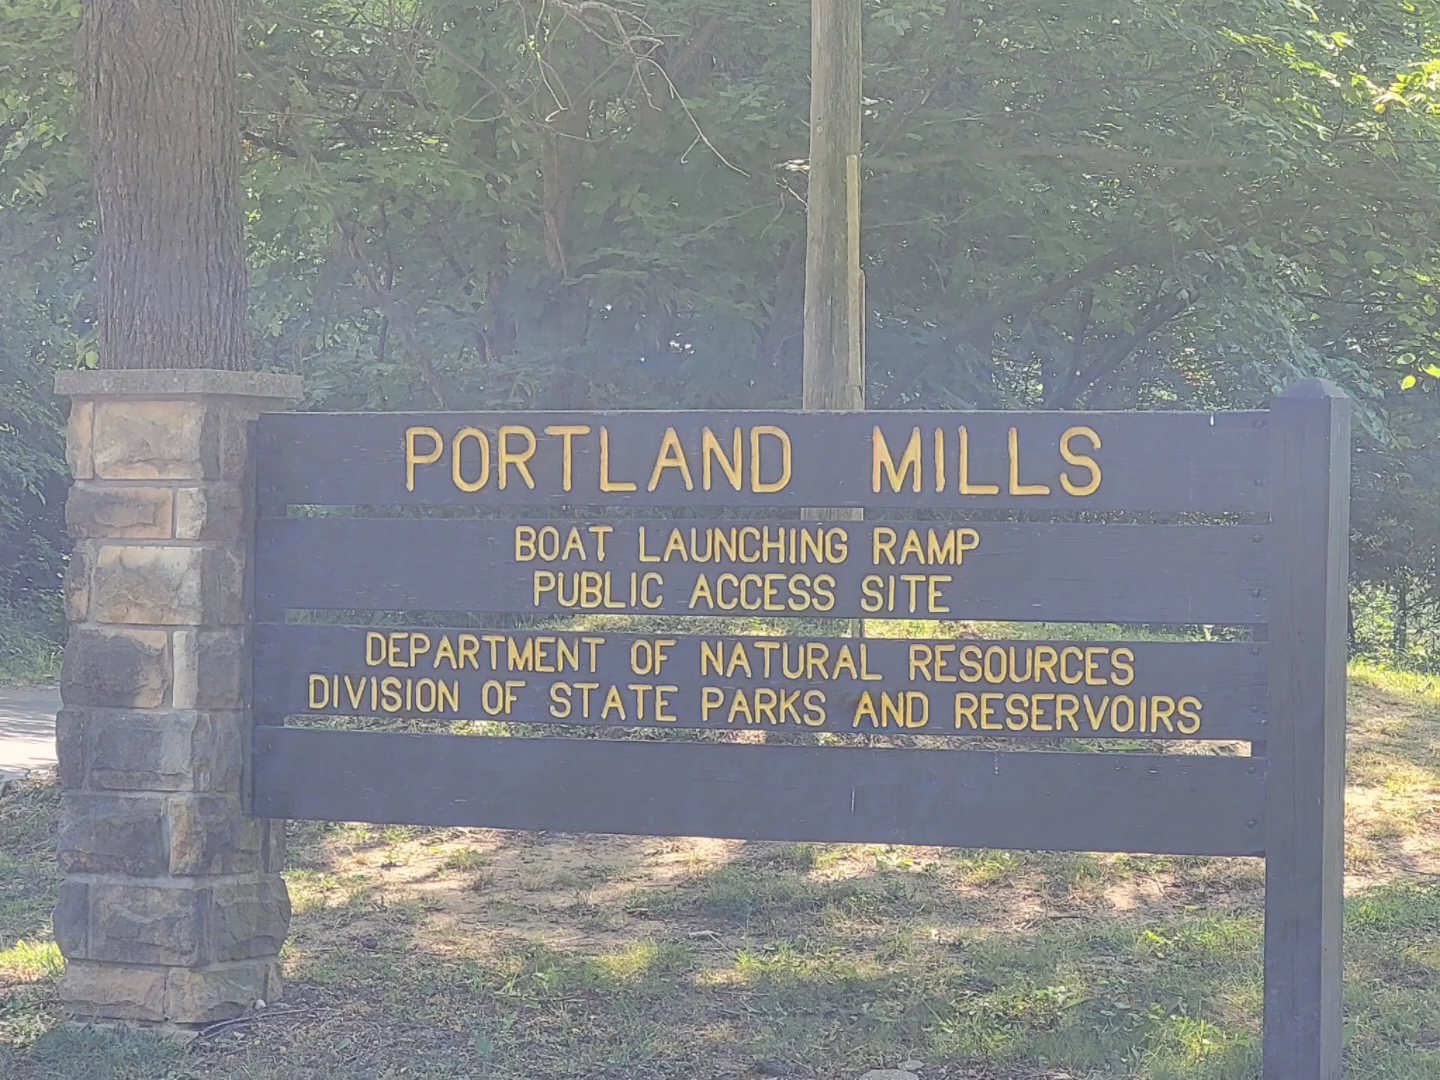 PORTLAND MILLS
BOAT LAUNCHING RAMP
PUBLIC ACCESS SITE
DEPARTMENT OF NATURAL RESOURCES
DIVISION OF STATE PARKS AND RESERVOIRS